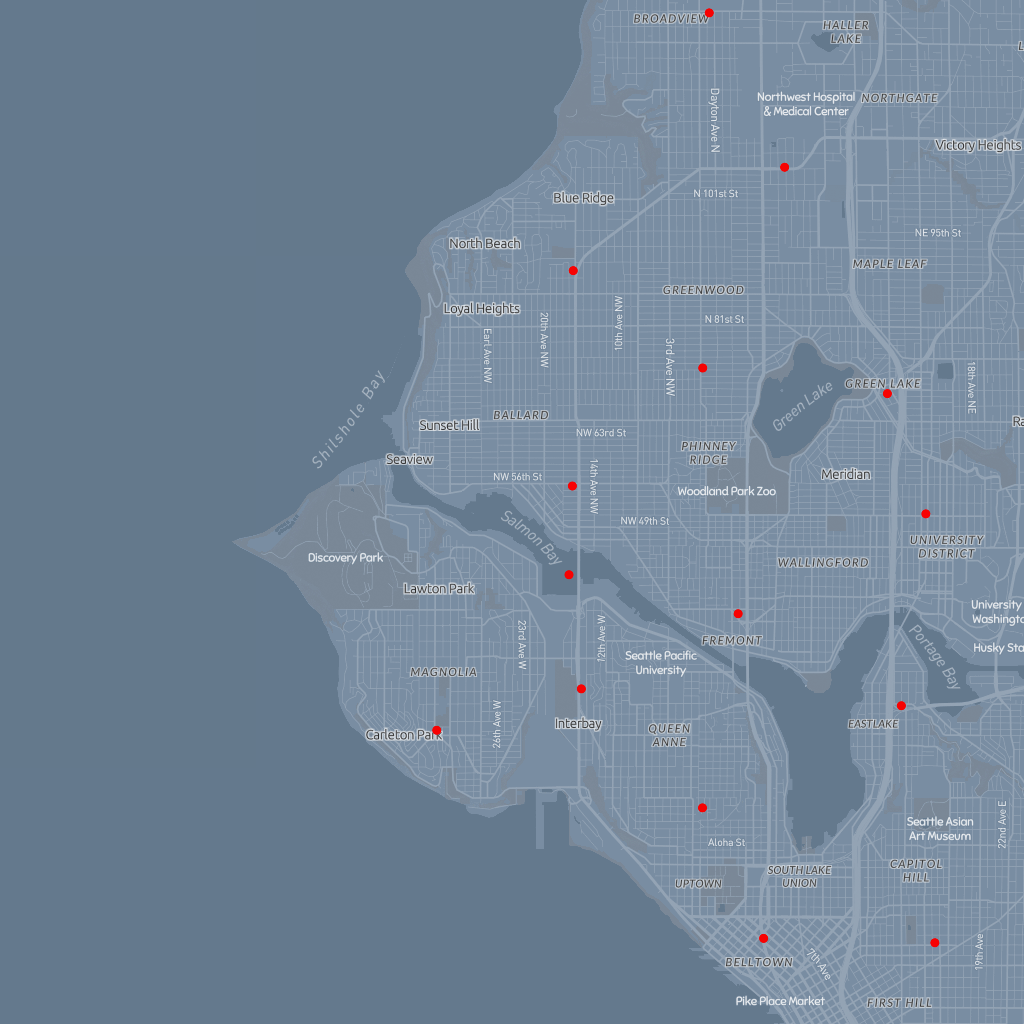 BROADVIEW
HALLER
LAKE
Dayton Ave N
Northwest Hospital
& Medical Center
NORTHGATE
Victory Heights
Blue Ridge
N 101st St
NE 95th St
North Beach
MAPLE LEAF
GREENWOOD
Loyal Heights
10th Ave NW
N 81st St
20th Ave NW
Earl Ave NW
3rd Ave NW
Shilshole Bay
Green Lake
GREEN LAKE
18th Ave NE
BALLARD
Sunset Hill
NW 63rd St
Ra
PHINNEY
RIDGE
Seaview
NW 56th St
14th Ave NW
Meridian
Woodland Park Zoo
Salmon Bay
NW 49th St
Discovery Park
UNIVERSITY
DISTRICT
WALLINGFORD
Lawton Park
University
Washingto
23rd Ave W
12th Ave W
FREMONT
Portage Bay
Husky Sta
Seattle Pacific
University
MAGNOLIA
26th Ave W
Interbay
Carleton Park
QUEEN
ANNE
EASTLAKE
Seattle Asian
Art Museum
22nd Ave E
Aloha St
CAPITOL
HILL
SOUTH LAKE
UNION
UPTOWN
19th Ave
7th Ave
BELLTOWN
Pike Place Market
FIRST HILL